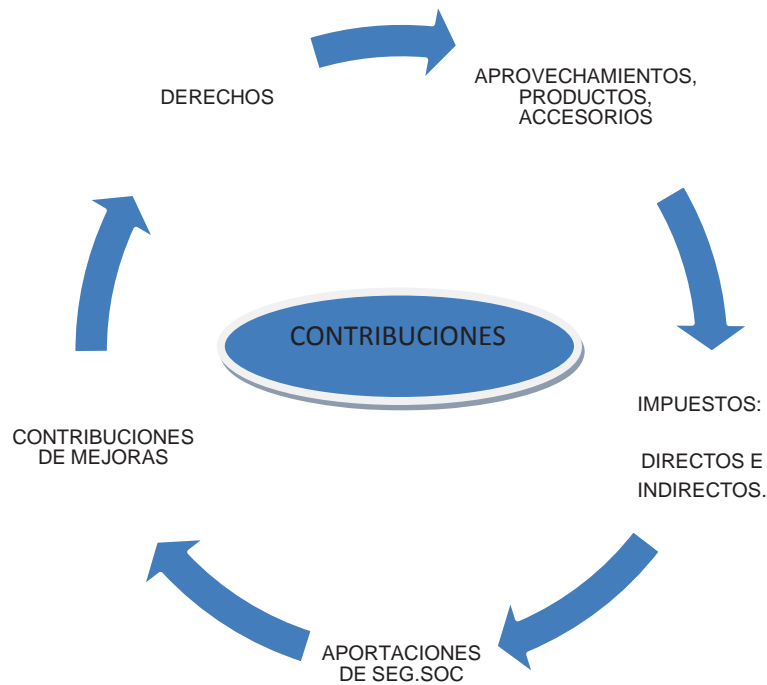 DERECHOS
APROVECHAMIENTOS,
PRODUCTOS,
ACCESORIOS
CONTRIBUCIONES
IMPUESTOS:
DIRECTOS E
INDIRECTOS.
APORTACIONES
DE SEG.SOC
CONTRIBUCIONES
DE MEJORAS